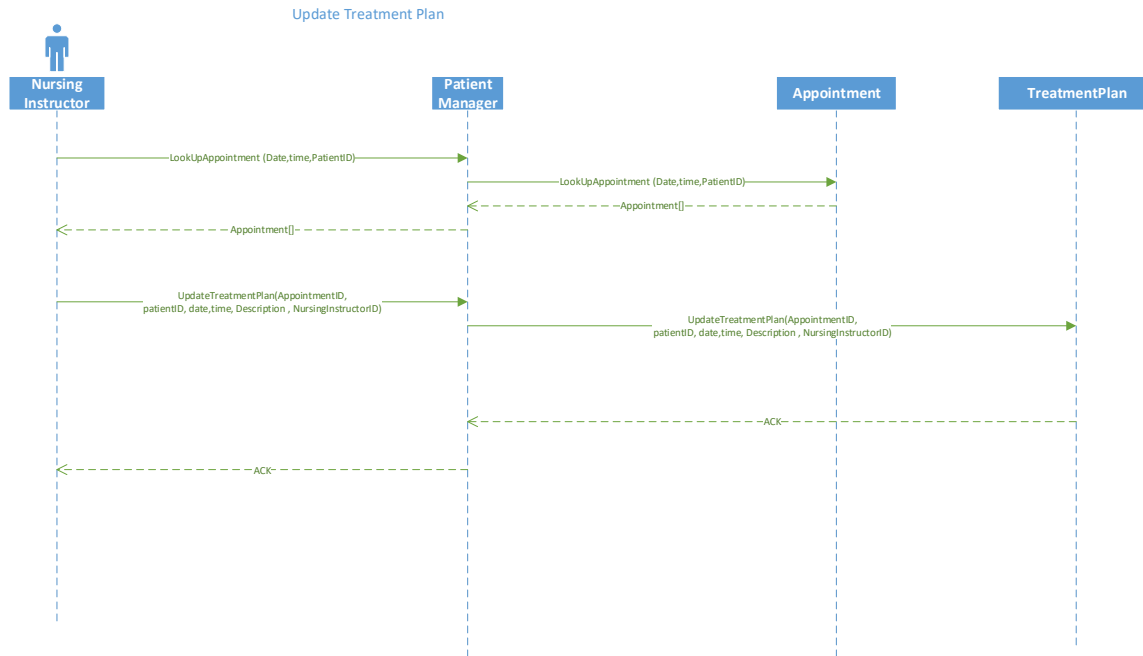 Update Treatment Plan
Nursing
Instructor
Patient
Manager
Appointment
TreatmentPlan
LookUpAppointment (Date,time,PatientID)
LookUpAppointment (Date,time,PatientID)
Appointment[]
Appointment[]
UpdateTreatmentPlan(AppointmentID,
patientID, date,time, Description , NursingInstructorID)
UpdateTreatmentPlan(AppointmentID,
patientID, date,time, Description , NursingInstructorID)
ACK
ACK